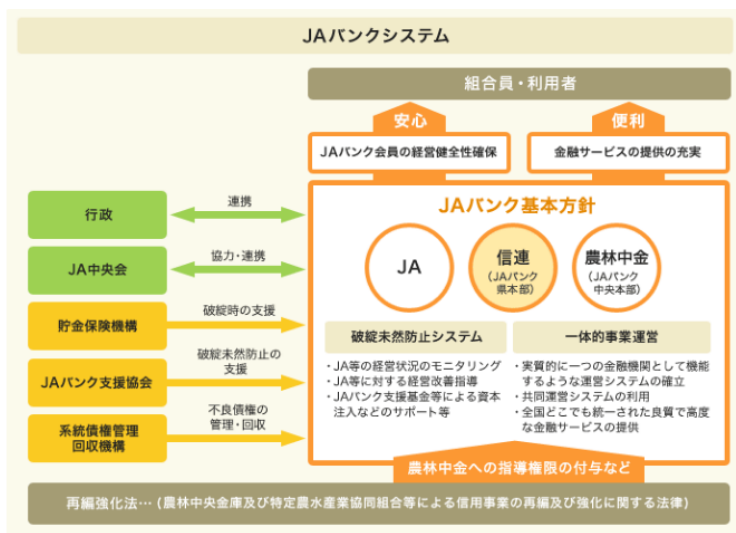 JAバンクシステム
組合員・利用者
安心
便利
JAバンク会員の経営健全性確保
金融サービスの提供の充実
行政
連携
JA中央会
協力・連携
貯金保険機構
破綻時の支援
JAバンク支援協会
破綻未然防止の
支援
系統債権管理
回収機構
不良債権の
管理・回収
JAバンク基本方針
JA
信連
(JAバンク
県本部)
農林中金
(JAバンク
中央本部)
破綻未然防止システム
・JA等の経営状況のモニタリング
・JA等に対する経営改善指導
・JAバンク支援基金等による資本
注入などのサポート等
一体的事業運営
・実質的に一つの金融機関として機能
するような運営システムの確立
・共同運営システムの利用
・全国どこでも統一された良質で高度
な金融サービスの提供
農林中金への指導権限の付与など
再編強化法… (農林中央金庫及び特定農水産業協同組合等による信用事業の再編及び強化に関する法律)